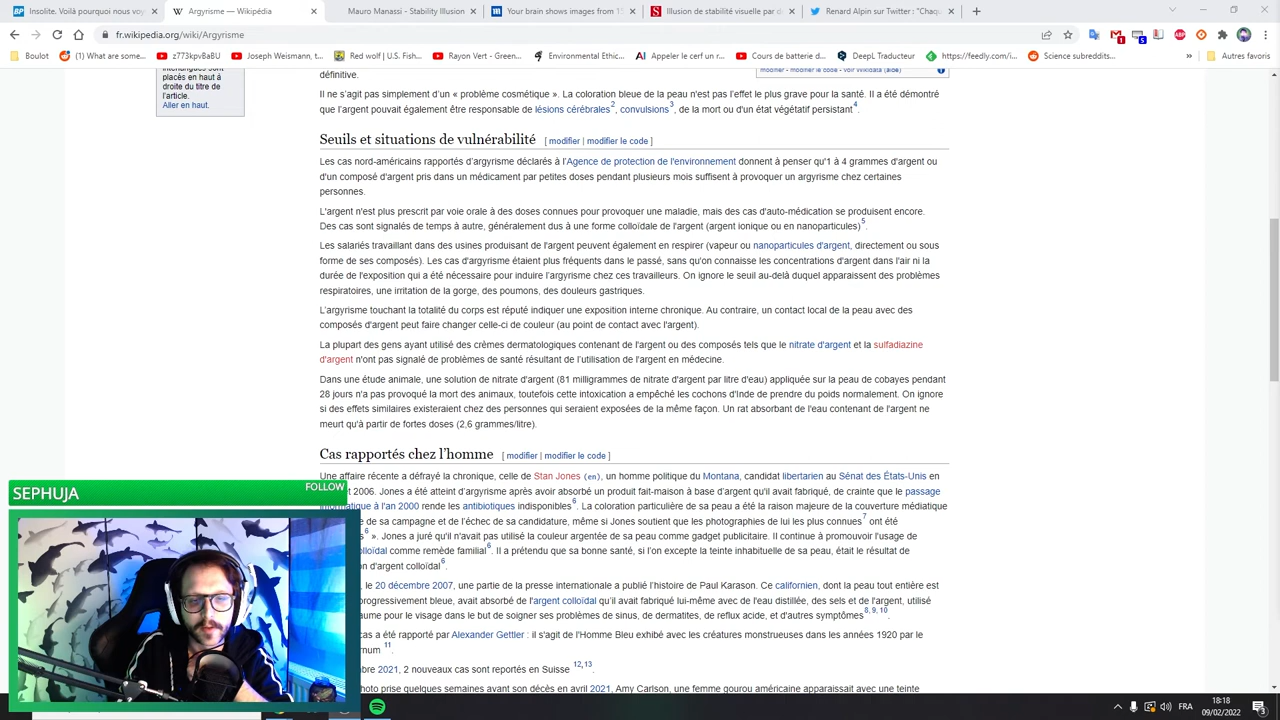 Insolite. Voilà pourquoi nous voy
Argyrisme — Wikipédia
Mauro Manassi - Stability Illusion
Your brain shows images from 15
Illusion de stabilité visuelle par d
Renard Alpin sur Twitter : "Chaqu
fr.wikipedia.org/wiki/Argyrisme
Boulot
(1) What are some...
z773kpvBaBU
Joseph Weismann, t...
Red wolf | U.S. Fish...
Rayon Vert - Green...
Environmental Ethic...
Appeler le cerf un r...
Cours de batterie d...
DeepL Traducteur
https://feedly.com/i...
Science subreddits...
»
Autres favoris
placés en haut à
droite du titre de
l'article.
Aller en haut.
modifier - modifier le code - voir Wikidata (aide)
définitive.
Il ne s'agit pas simplement d'un « problème cosmétique ». La coloration bleue de la peau n'est pas l'effet le plus grave pour la santé. Il a été démontré
que l'argent pouvait également être responsable de lésions cérébrales2, convulsions3, de la mort ou d'un état végétatif persistant4.
Seuils et situations de vulnérabilité [ modifier | modifier le code ]
Les cas nord-américains rapportés d'argyrisme déclarés à l'Agence de protection de l'environnement donnent à penser qu'1 à 4 grammes d'argent ou
d'un composé d'argent pris dans un médicament par petites doses pendant plusieurs mois suffisent à provoquer un argyrisme chez certaines
personnes.
L'argent n'est plus prescrit par voie orale à des doses connues pour provoquer une maladie, mais des cas d'auto-médication se produisent encore.
Des cas sont signalés de temps à autre, généralement dus à une forme colloïdale de l'argent (argent ionique ou en nanoparticules)5.
Les salariés travaillant dans des usines produisant de l'argent peuvent également en respirer (vapeur ou nanoparticules d'argent, directement ou sous
forme de ses composés). Les cas d'argyrisme étaient plus fréquents dans le passé, sans qu'on connaisse les concentrations d'argent dans l'air ni la
durée de l'exposition qui a été nécessaire pour induire l'argyrisme chez ces travailleurs. On ignore le seuil au-delà duquel apparaissent des problèmes
respiratoires, une irritation de la gorge, des poumons, des douleurs gastriques.
L'argyrisme touchant la totalité du corps est réputé indiquer une exposition interne chronique. Au contraire, un contact local de la peau avec des
composés d'argent peut faire changer celle-ci de couleur (au point de contact avec l'argent).
La plupart des gens ayant utilisé des crèmes dermatologiques contenant de l'argent ou des composés tels que le nitrate d'argent et la sulfadiazine
d'argent n'ont pas signalé de problèmes de santé résultant de l'utilisation de l'argent en médecine.
Dans une étude animale, une solution de nitrate d'argent (81 milligrammes de nitrate d'argent par litre d'eau) appliquée sur la peau de cobayes pendant
28 jours n'a pas provoqué la mort des animaux, toutefois cette intoxication a empêché les cochons d'Inde de prendre du poids normalement. On ignore
si des effets similaires existeraient chez des personnes qui seraient exposées de la même façon. Un rat absorbant de l'eau contenant de l'argent ne
meurt qu'à partir de fortes doses (2,6 grammes/litre).
Cas rapportés chez l'homme [ modifier | modifier le code ]
Une affaire récente a défrayé la chronique, celle de Stan Jones (en), un homme politique du Montana, candidat libertarien au Sénat des États-Unis en
et 2006. Jones a été atteint d'argyrisme après avoir absorbé un produit fait-maison à base d'argent qu'il avait fabriqué, de crainte que le passage
informatique à l'an 2000 rende les antibiotiques indisponibles6. La coloration particulière de sa peau a été la raison majeure de la couverture médiatique
de sa campagne et de l'échec de sa candidature, même si Jones soutient que les photographies de lui les plus connues7 ont été
s6 ». Jones a juré qu'il n'avait pas utilisé la couleur argentée de sa peau comme gadget publicitaire. Il continue à promouvoir l'usage de
colloïdal comme remède familial6. Il a prétendu que sa bonne santé, si l'on excepte la teinte inhabituelle de sa peau, était le résultat de
n d'argent colloïdal6.
le 20 décembre 2007, une partie de la presse internationale a publié l'histoire de Paul Karason. Ce californien, dont la peau tout entière est
progressivement bleue, avait absorbé de l'argent colloïdal qu'il avait fabriqué lui-même avec de l'eau distillée, des sels et de l'argent, utilisé
aume pour le visage dans le but de soigner ses problèmes de sinus, de dermatites, de reflux acide, et d'autres symptômes8, 9, 10.
cas a été rapporté par Alexander Gettler : il s'agit de l'Homme Bleu exhibé avec les créatures monstrueuses dans les années 1920 par le
rnum 11.
mbre 2021, 2 nouveaux cas sont reportés en Suisse 12,13
hoto prise quelques semaines avant son décès en avril 2021, Amy Carlson, une femme gourou américaine apparaissait avec une teinte
SEPHUJA
FOLLOW
FRA
18:18
09/02/2022